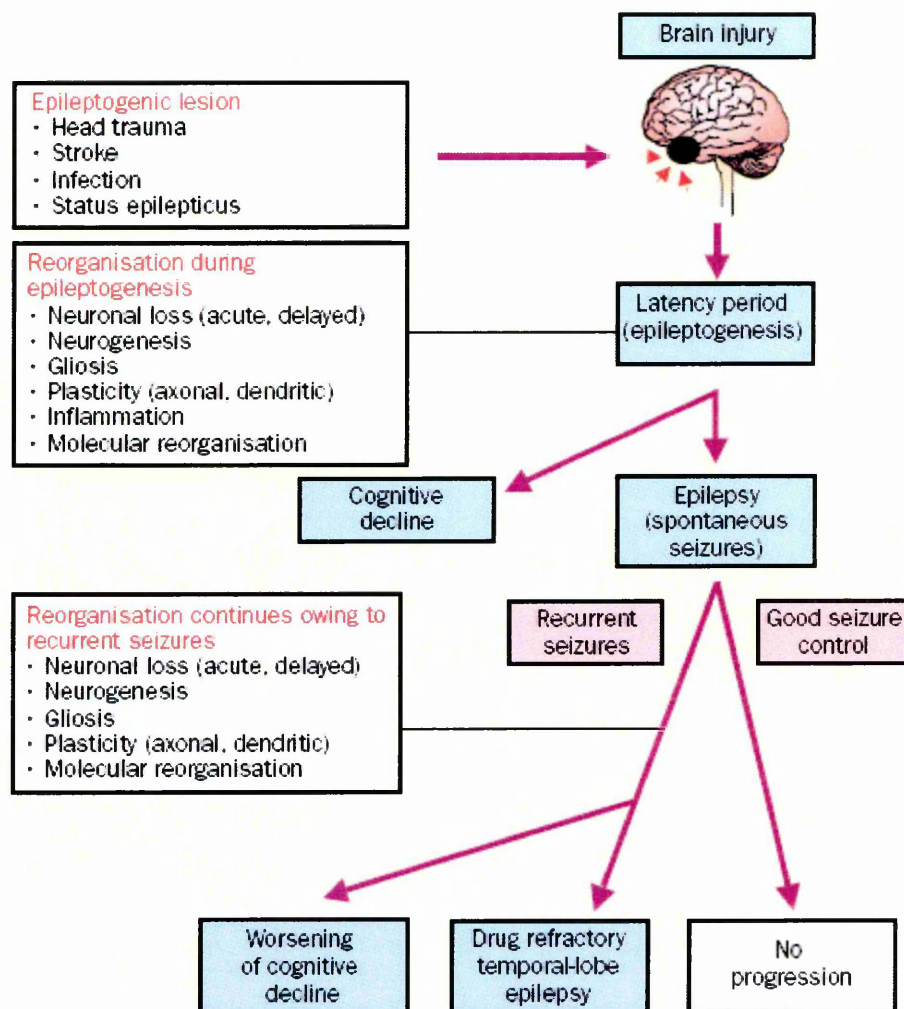 Brain injury
Epileptogenic lesion
· Head trauma
· Stroke
· Infection
· Status epilepticus
Reorganisation during
epileptogenesis
· Neuronal loss (acute, delayed)
· Neurogenesis
· Gliosis
· Plasticity (axonal, dendritic)
· Inflammation
· Molecular reorganisation
Latency period
(epileptogenesis)
Cognitive
decline
Epilepsy
(spontaneous
seizures)
Reorganisation continues owing to
recurrent seizures
· Neuronal loss (acute, delayed)
· Neurogenesis
· Gliosis
· Plasticity (axonal, dendritic)
· Molecular reorganisation
Recurrent
seizures
Good seizure
control
Worsening
of cognitive
decline
Drug refractory
temporal-lobe
epilepsy
No
progression